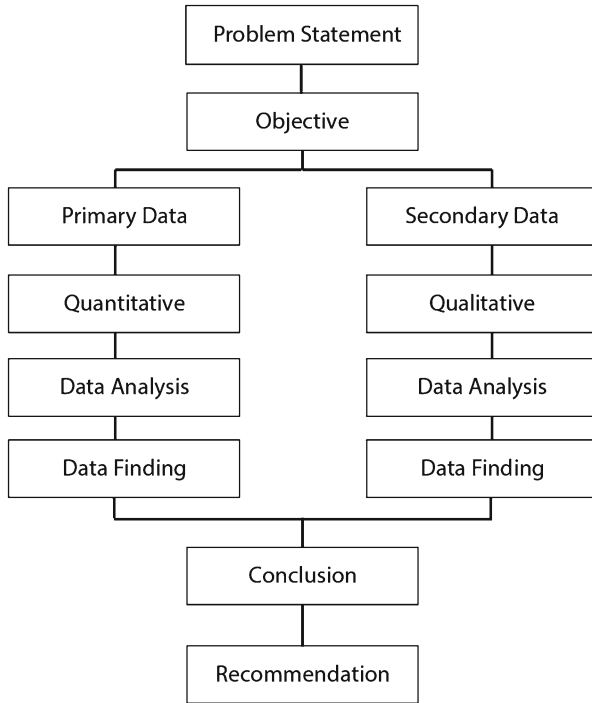 Problem Statement
Objective
Primary Data
Secondary Data
Quantitative
Qualitative
Data Analysis
Data Analysis
Data Finding
Data Finding
Conclusion
Recommendation